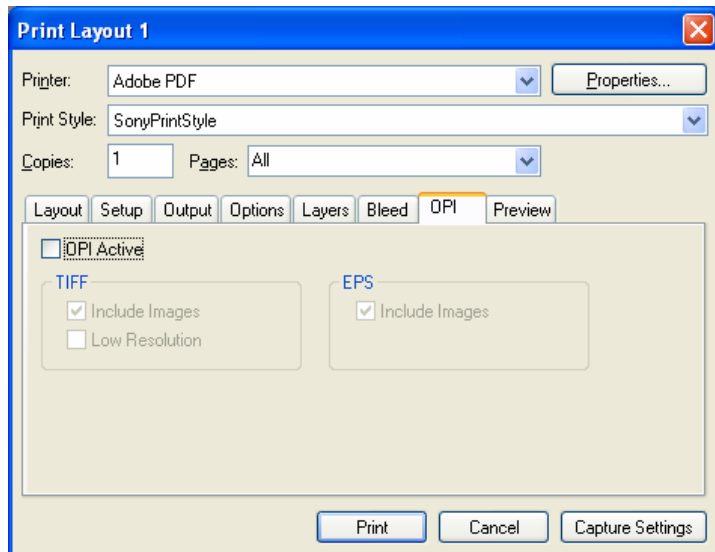 Print Layout 1
Printer: Adobe PDF Properties...
Print Style: SonyPrintStyle
Copies: 1 Pages: All
Layout Setup Output Options Layers Bleed OPI Preview
OPI Active
TIFF EPS
Include Images Include Images
Low Resolution
Print Cancel Capture Settings